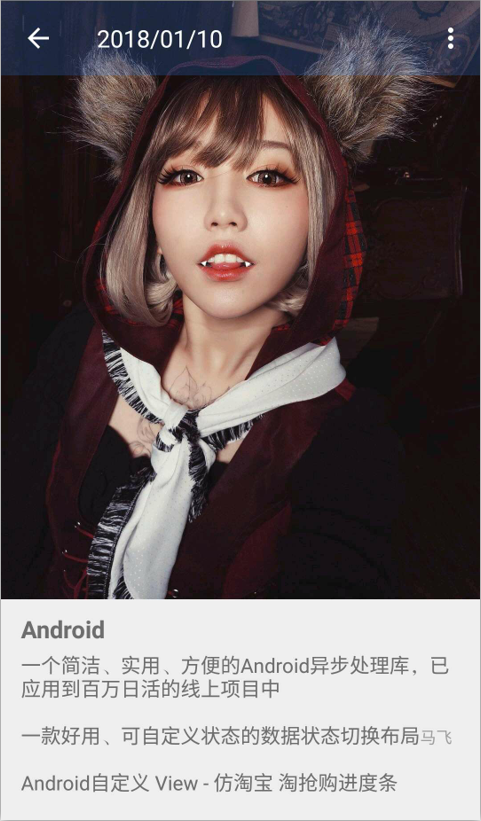 2018/01/10
Android
一个简洁、实用、方便的Android异步处理库，已
应用到百万日活的线上项目中
一款好用、可自定义状态的数据状态切换布局马飞
Android自定义 View - 仿淘宝 淘抢购进度条